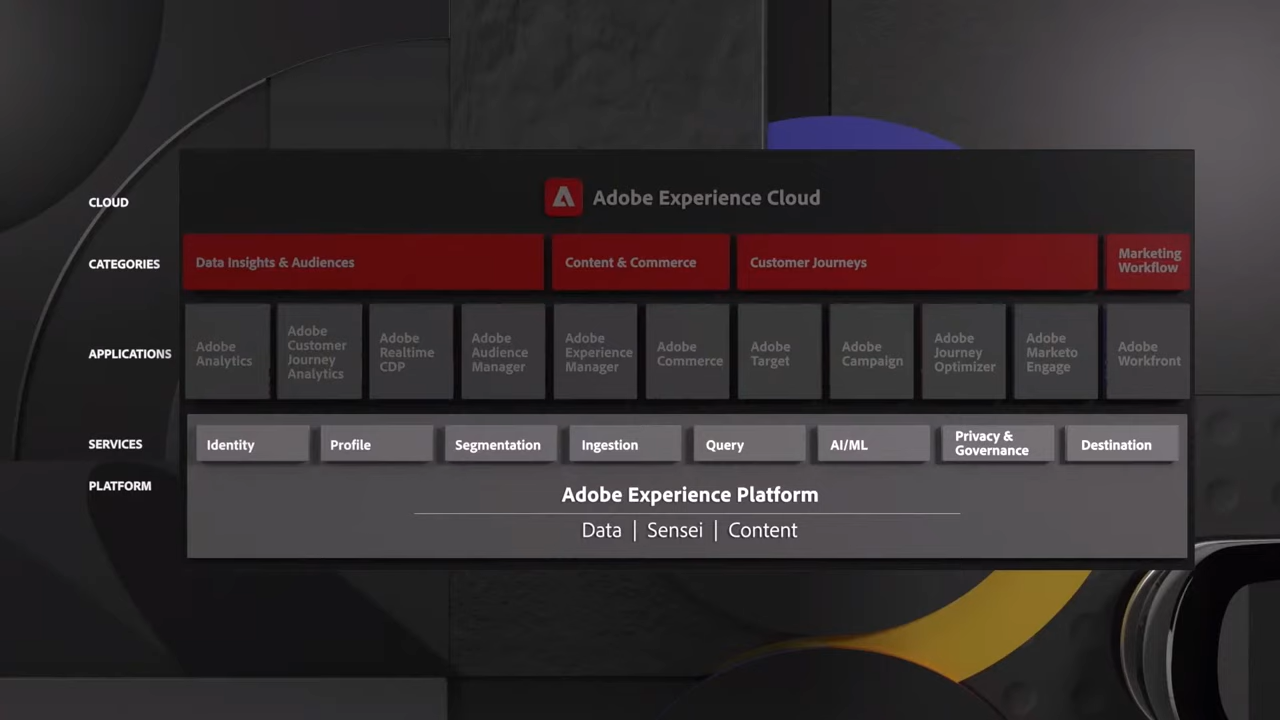 CLOUD
Adobe Experience Cloud
CATEGORIES
Data Insights & Audiences
Content & Commerce
Customer Journeys
Marketing
Workflow
APPLICATIONS
Adobe
Analytics
Adobe
Customer
Journey
Analytics
Adobe
Realtime
CDP
Adobe
Audience
Manager
Adobe
Experience
Manager
Adobe
Commerce
Adobe
Target
Adobe
Campaign
Adobe
Journey
Optimizer
Adobe
Marketo
Engage
Adobe
Workfront
SERVICES
Identity
Profile
Segmentation
Ingestion
Query
AI/ML
Privacy &
Governance
Destination
PLATFORM
Adobe Experience Platform
Data | Sensei | Content